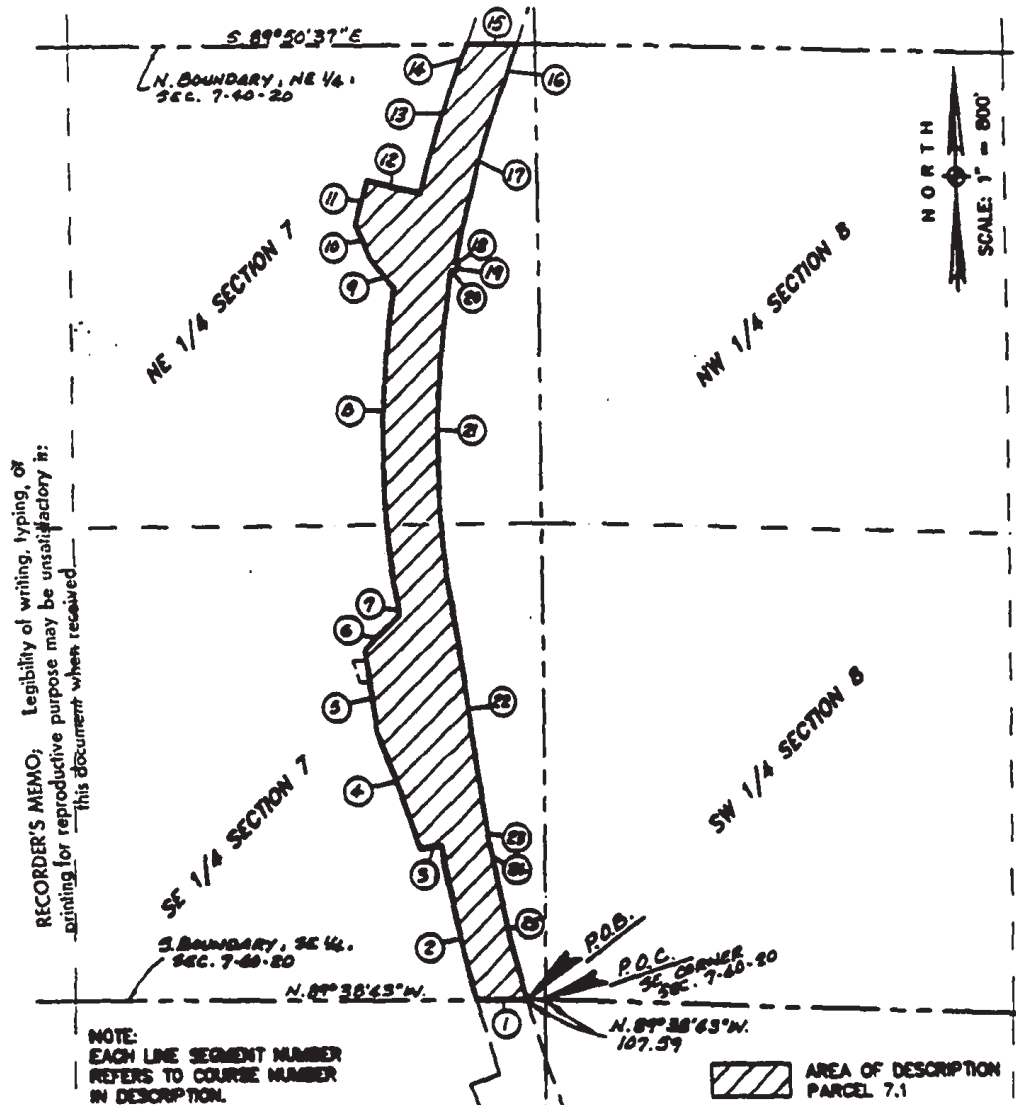 S. 89°50'37"E
N. BOUNDARY, NE 1/4,
SEC. 7-40-20
15
14
16
13
12
17
11
10
9
18
19
20
NORTH
SCALE: 1" = 800'
NE 1/4 SECTION 7
NW 1/4 SECTION 8
8
21
RECORDER'S MEMO; Legibility of writing, typing, or
printing for reproductive purpose may be unsatisfactory in:
this document when received
7
6
5
22
4
23
24
3
SE 1/4 SECTION 7
SW 1/4 SECTION 8
2
25
S. BOUNDARY, SE 1/4,
SEC. 7-40-20
P.O.B.
P.O.C.
SE. CORNER
SEC. 7-40-20
N. 89°38'43"W.
1
N. 89°38'43"W.
107.59
NOTE:
EACH LINE SEGMENT NUMBER
REFERS TO COURSE NUMBER
IN DESCRIPTION.
AREA OF DESCRIPTION
PARCEL 7.1